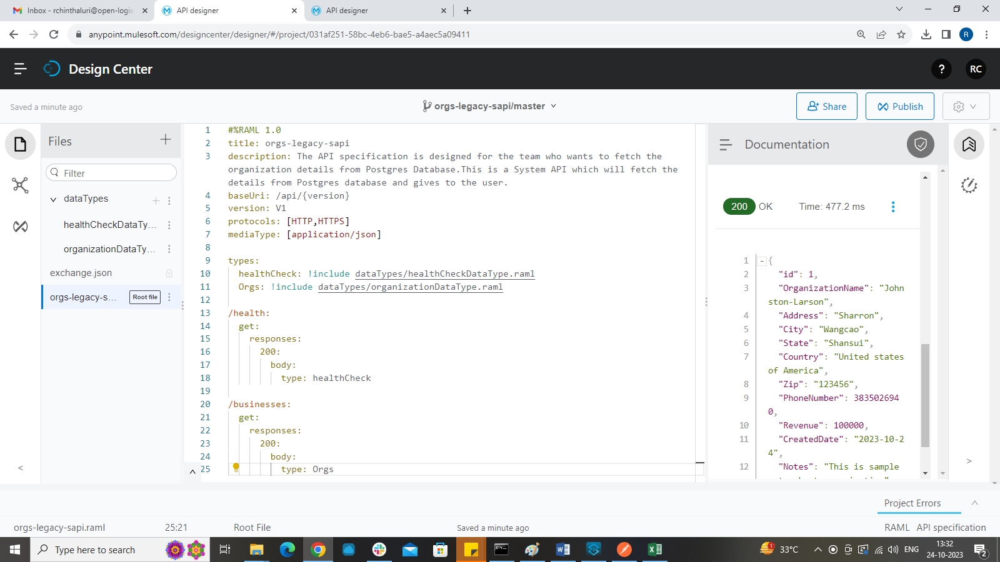 Inbox - rchinthaluri@open-logix
API designer
API designer
anypoint.mulesoft.com/designcenter/designer/#/project/031af251-58bc-4eb6-bae5-a4aec5a09411
R
Design Center
?
RC
Saved a minute ago
orgs-legacy-sapi/master
Share
Publish
Files
Filter
dataTypes
healthCheckDataTy...
organizationDataTy...
exchange.json
orgs-legacy-s...
Root file
1 #%RAML 1.0
2 title: orgs-legacy-sapi
3 description: The API specification is designed for the team who wants to fetch the
organization details from Postgres Database.This is a System API which will fetch the
details from Postgres database and gives to the user.
4 baseUri: /api/{version}
5 version: V1
6 protocols: [HTTP,HTTPS]
7 mediaType: [application/json]
8
9 types:
10 healthCheck: !include dataTypes/healthCheckDataType.raml
11 Orgs: !include dataTypes/organizationDataType.raml
12
13 /health:
14 get:
15 responses:
16 200:
17 body:
18 type: healthCheck
19
20 /businesses:
21 get:
22 responses:
23 200:
24 body:
25 type: Orgs
Documentation
200 OK
Time: 477.2 ms
1 - {
2 "id": 1,
3 "OrganizationName": "John
ston-Larson",
4 "Address": "Sharron",
5 "City": "Wangcao",
6 "State": "Shansui",
7 "Country": "United states
of America",
8 "Zip": "123456",
9 "PhoneNumber": 383502694
0,
10 "Revenue": 100000,
11 "CreatedDate": "2023-10-2
4",
12 "Notes": "This is sample
Project Errors
orgs-legacy-sapi.raml
25:21
Root File
Saved a minute ago
RAML
API specification
Type here to search
1
33°C
ENG
13:32
24-10-2023
2